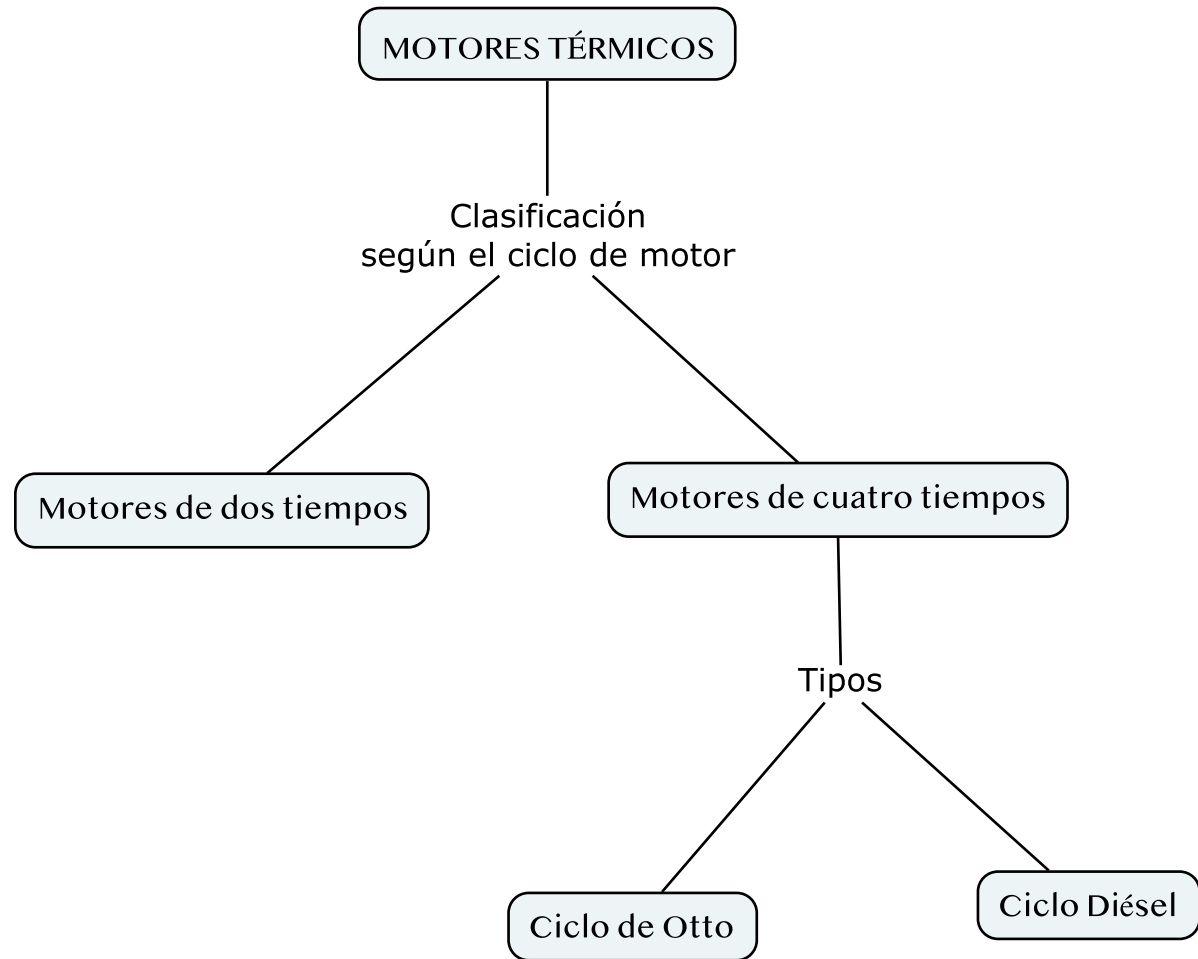 MOTORES TÉRMICOS
Clasificación
según el ciclo de motor
Motores de dos tiempos
Motores de cuatro tiempos
Tipos
Ciclo de Otto
Ciclo Diésel